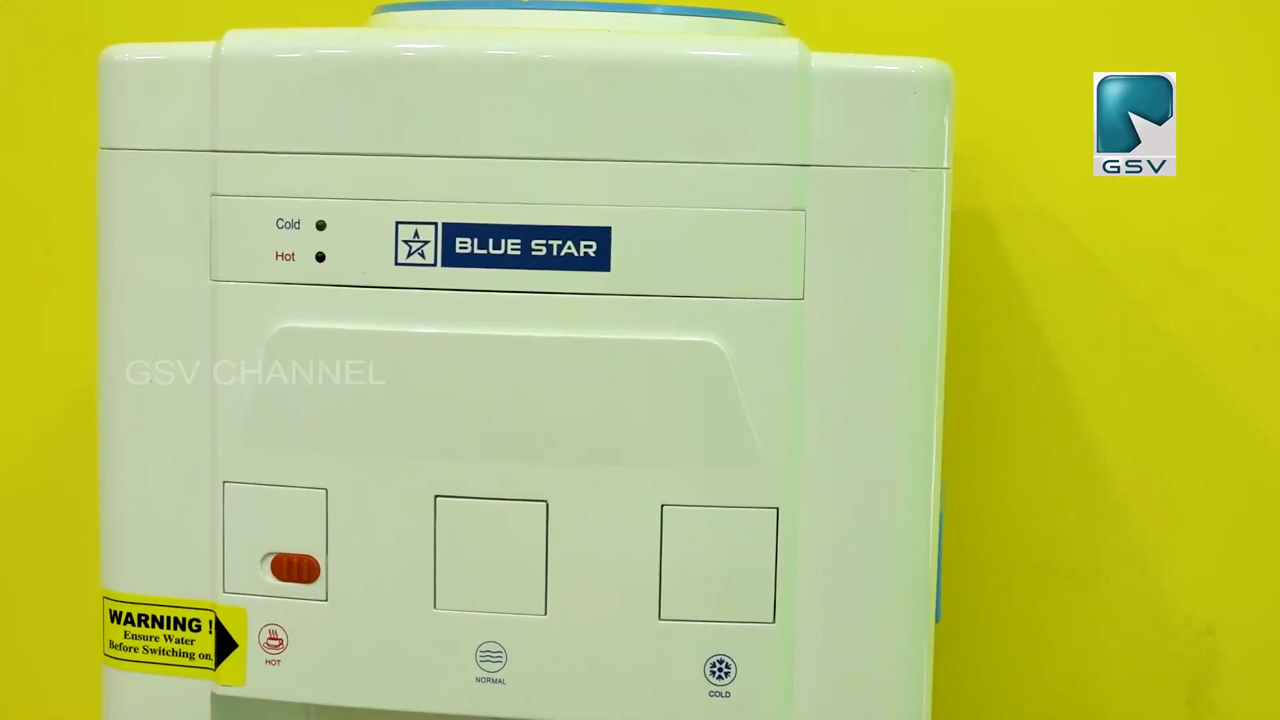 GSV
Cold
Hot
BLUE STAR
GSV CHANNEL
WARNING !
Ensure Water
Before Switching on.
HOT
NORMAL
COLD